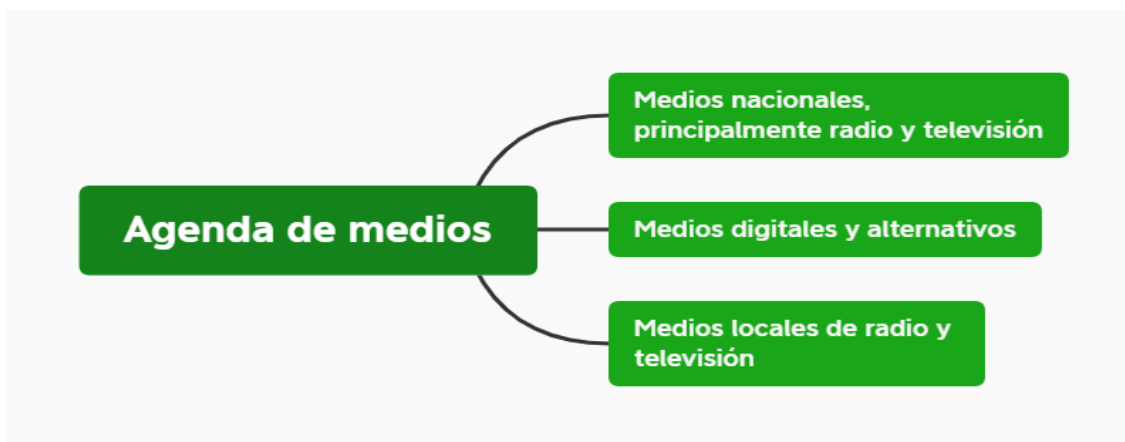 Agenda de medios
Medios nacionales,
principalmente radio y televisión
Medios digitales y alternativos
Medios locales de radio y
televisión